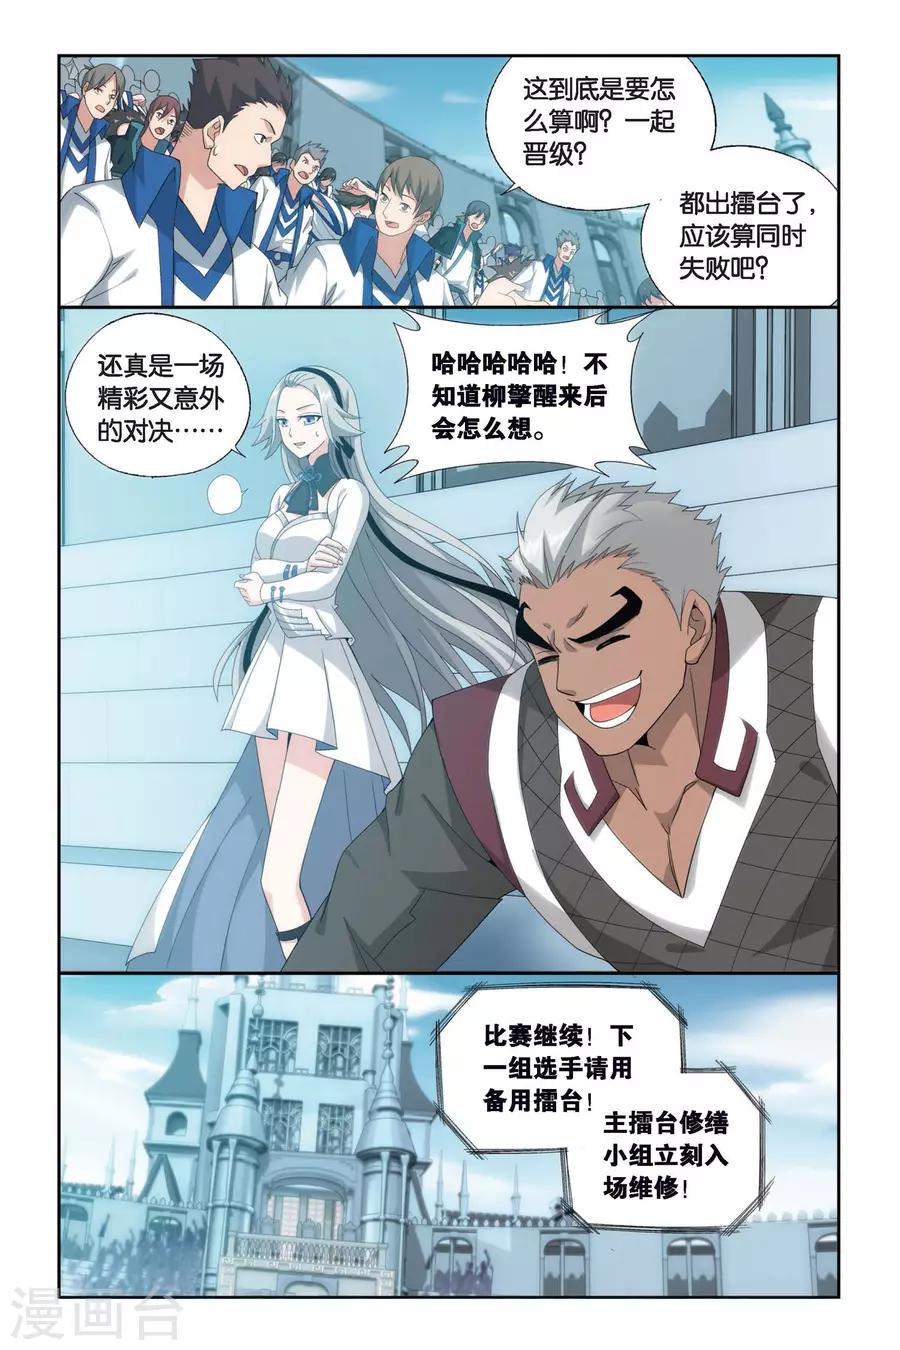 这到底是要怎
么算啊？一起
晋级？
都出擂台了，
应该算同时
失败吧？
还真是一场
精彩又意外
的对决……
哈哈哈哈哈！不
知道柳擎醒来后
会怎么想。
比赛继续！下
一组选手请用
备用擂台！
主擂台修缮
小组立刻入
场维修！
漫画台